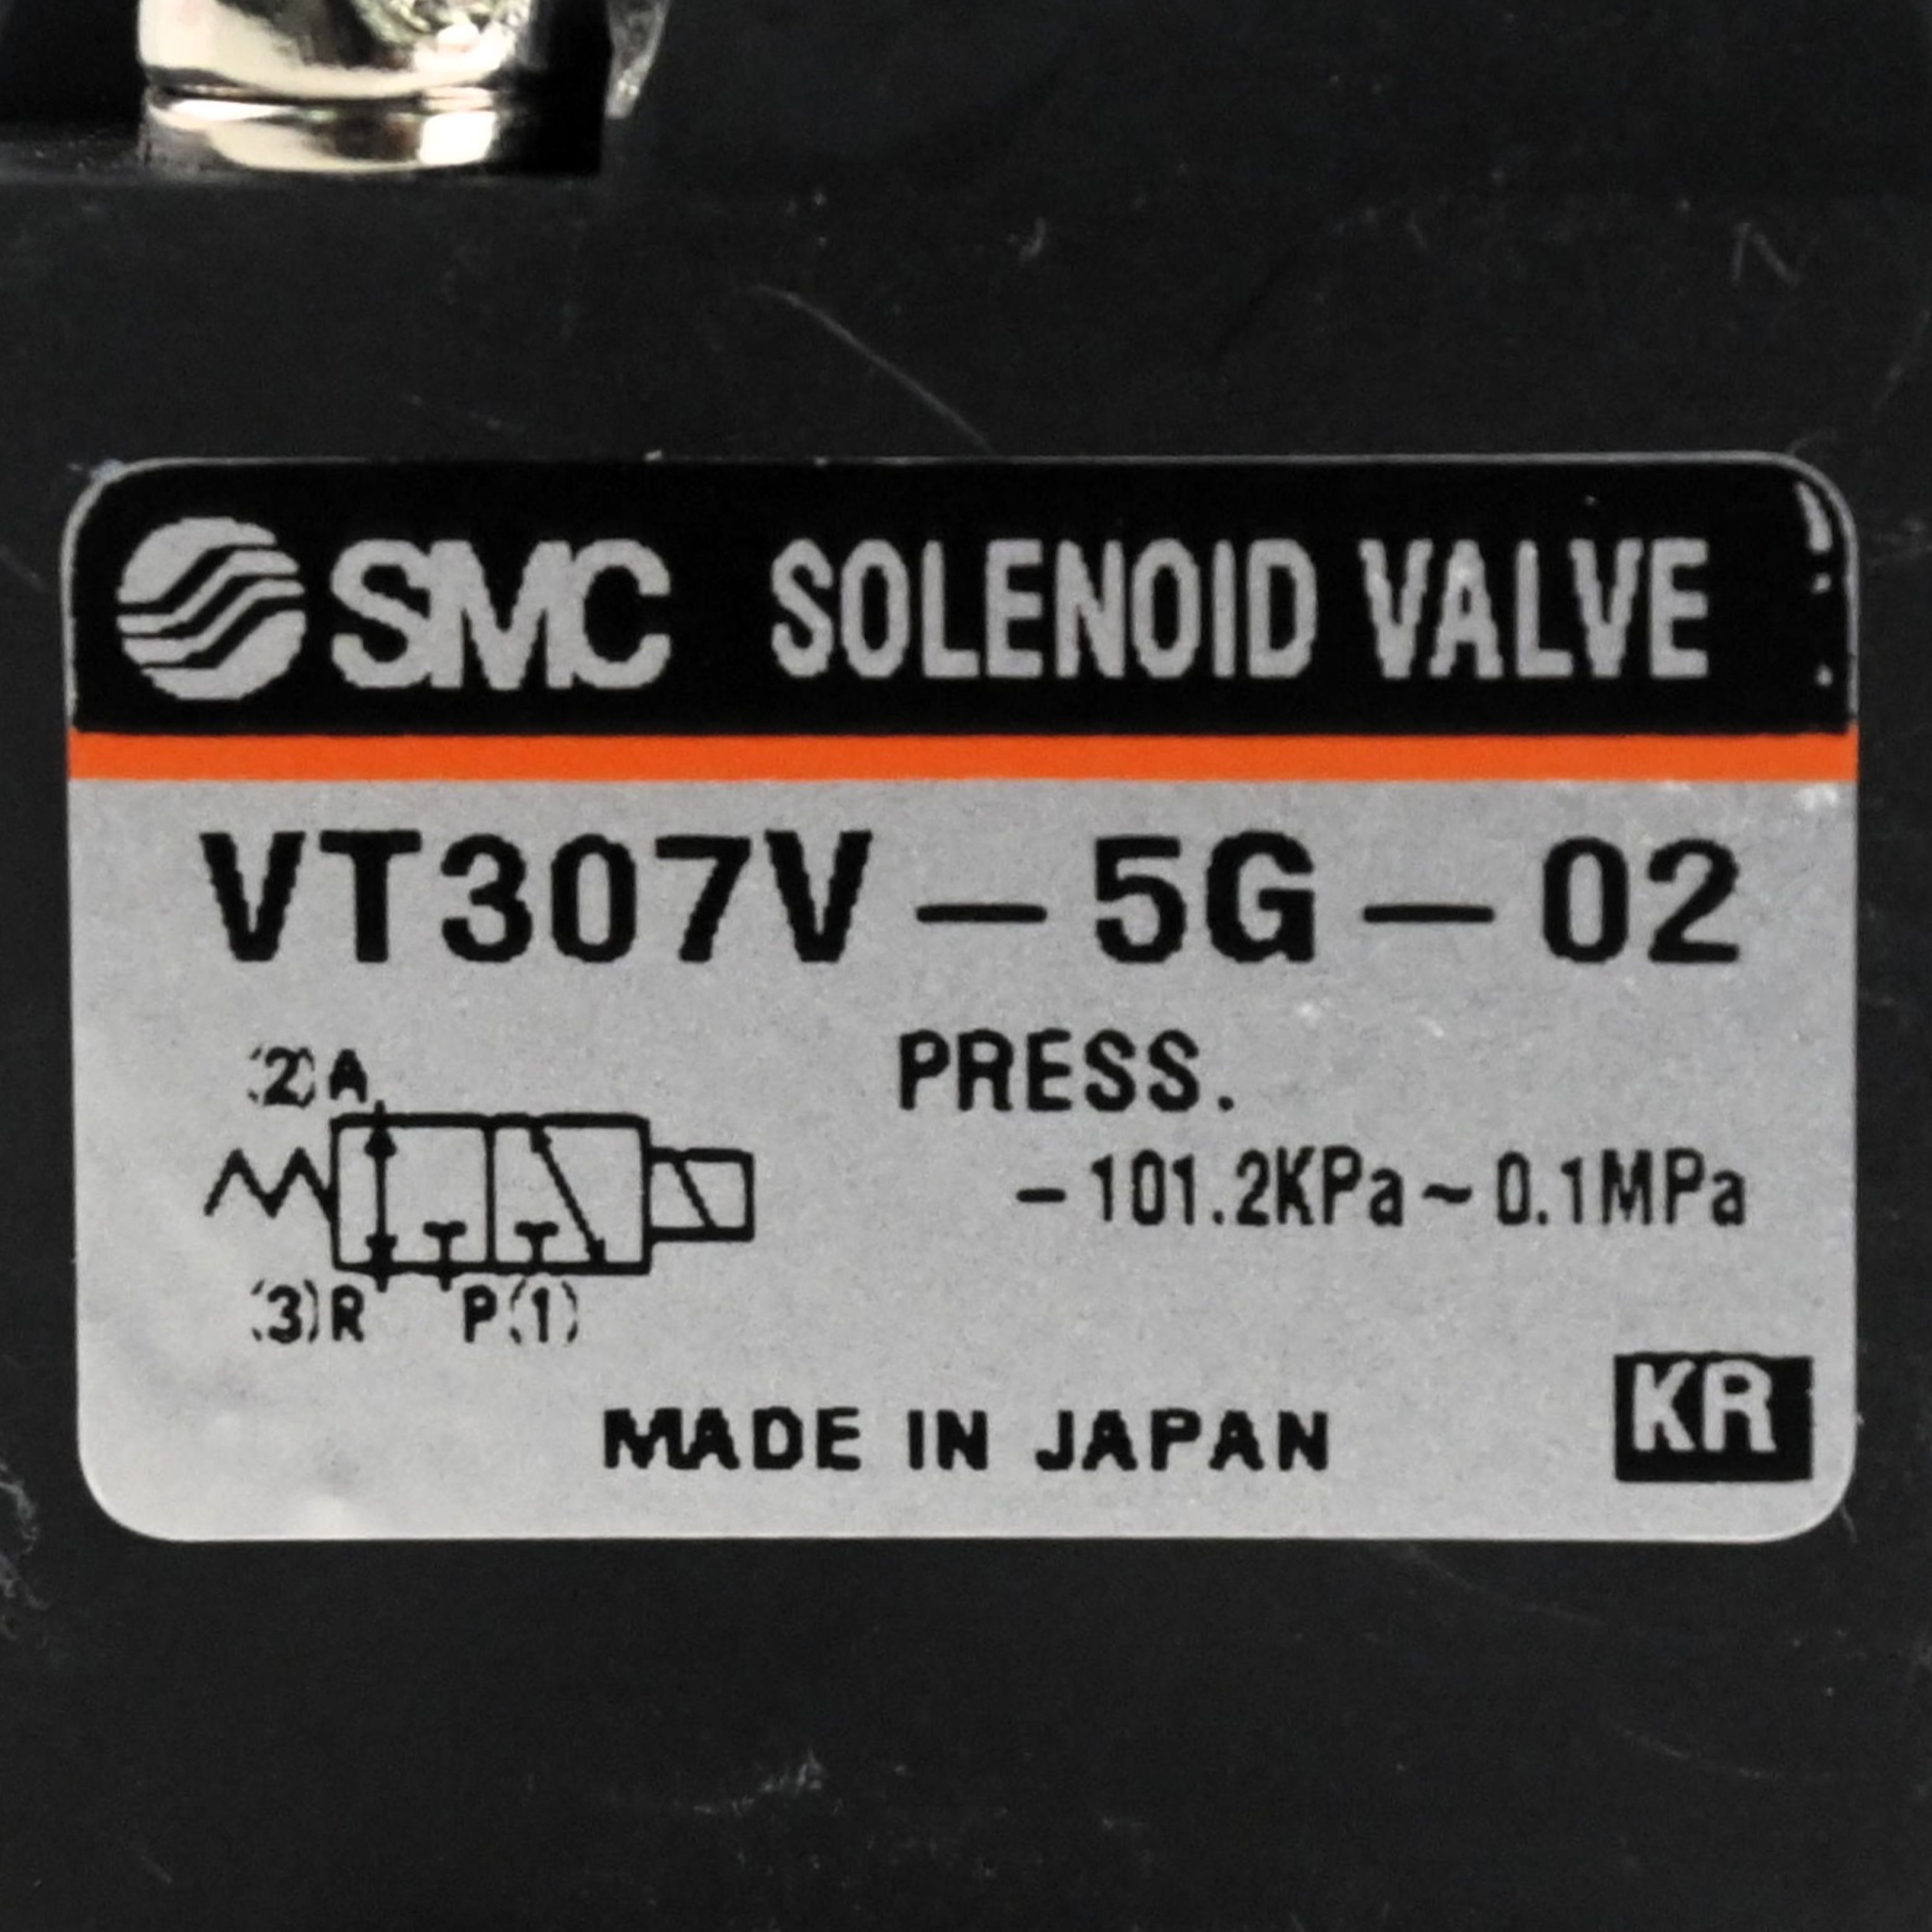 SMC SOLENOID VALVE
VT307V-5G-02
(2)A
PRESS.
-101.2KPa~0.1MPa
(3)R P(1)
KR
MADE IN JAPAN